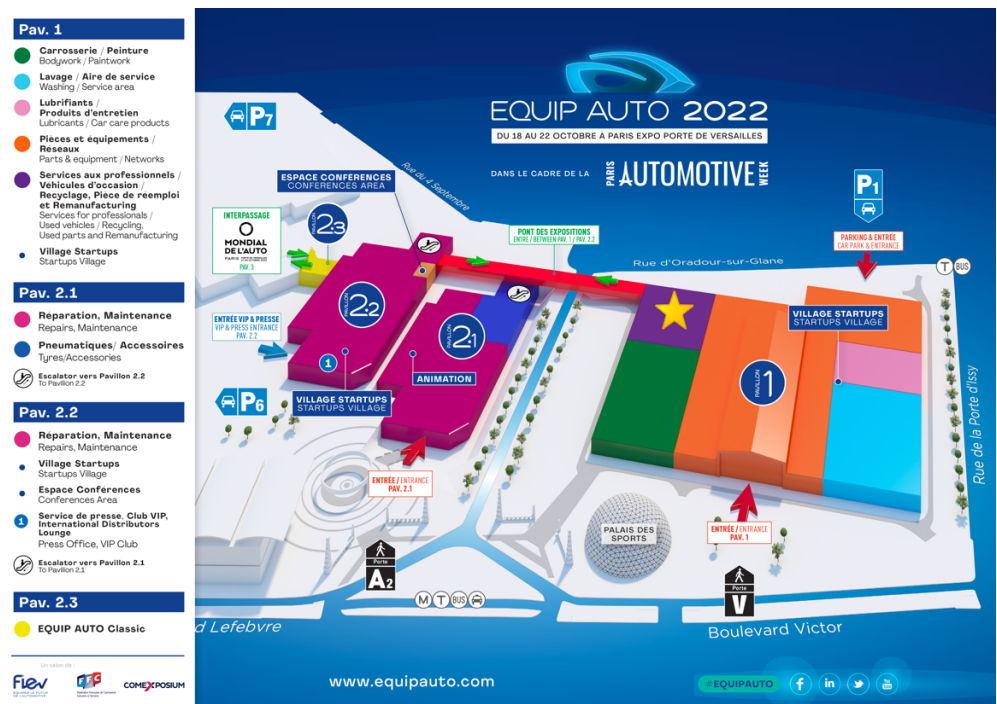 Pav. 1
Carrosserie / Peinture
Bodywork / Paintwork
Lavage / Aire de service
Washing / Service area
Lubrifiants /
Produits d'entretien
Lubricants / Car care products
Pièces et équipements /
Réseaux
Parts & equipment / Networks
Services aux professionnels /
Véhicules d'occasion /
Recyclage, Pièce de réemploi
et Remanufacturing
Services for professionals /
Used vehicles / Recycling,
Used parts and Remanufacturing
Village Startups
Startups Village
Pav. 2.1
Réparation, Maintenance
Repairs, Maintenance
Pneumatiques/ Accessoires
Tyres/Accessories
Escalator vers Pavillon 2.2
To Pavillon 2.2
Pav. 2.2
Réparation, Maintenance
Repairs, Maintenance
Village Startups
Startups Village
Espace Conférences
Conferences Area
1
Service de presse, Club VIP,
International Distributors
Lounge
Press Office, VIP Club
Escalator vers Pavillon 2.1
To Pavillon 2.1
Pav. 2.3
EQUIP AUTO Classic
Un salon de :
Fiev
FFC
COMEXPOSIUM
EQUIP AUTO 2022
DU 18 AU 22 OCTOBRE A PARIS EXPO PORTE DE VERSAILLES
DANS LE CADRE DE LA
PARIS AUTOMOTIVE WEEK
P7
Rue du 4 Septembre
ESPACE CONFERENCES
CONFERENCES AREA
P1
INTERPASSAGE
MONDIAL
DE L'AUTO
PARIS
PAV. 3
PAVILLON 2.3
PONT DES EXPOSITIONS
ENTRE / BETWEEN PAV. 1 / PAV. 2.2
PARKING & ENTRÉE
CAR PARK & ENTRANCE
Rue d'Oradour-sur-Glane
T BUS
PAVILLON 2.2
ENTRÉE VIP & PRESSE
VIP & PRESS ENTRANCE
PAV. 2.2
PAVILLON 2.1
VILLAGE STARTUPS
STARTUPS VILLAGE
1
ANIMATION
PAVILLON 1
P6
VILLAGE STARTUPS
STARTUPS VILLAGE
Rue de la Porte d'Issy
ENTRÉE / ENTRANCE
PAV. 2.1
PALAIS DES
SPORTS
ENTRÉE / ENTRANCE
PAV. 1
Porte
A2
Porte
V
M T BUS
d Lefebvre
Boulevard Victor
www.equipauto.com
#EQUIPAUTO
f in You Tube